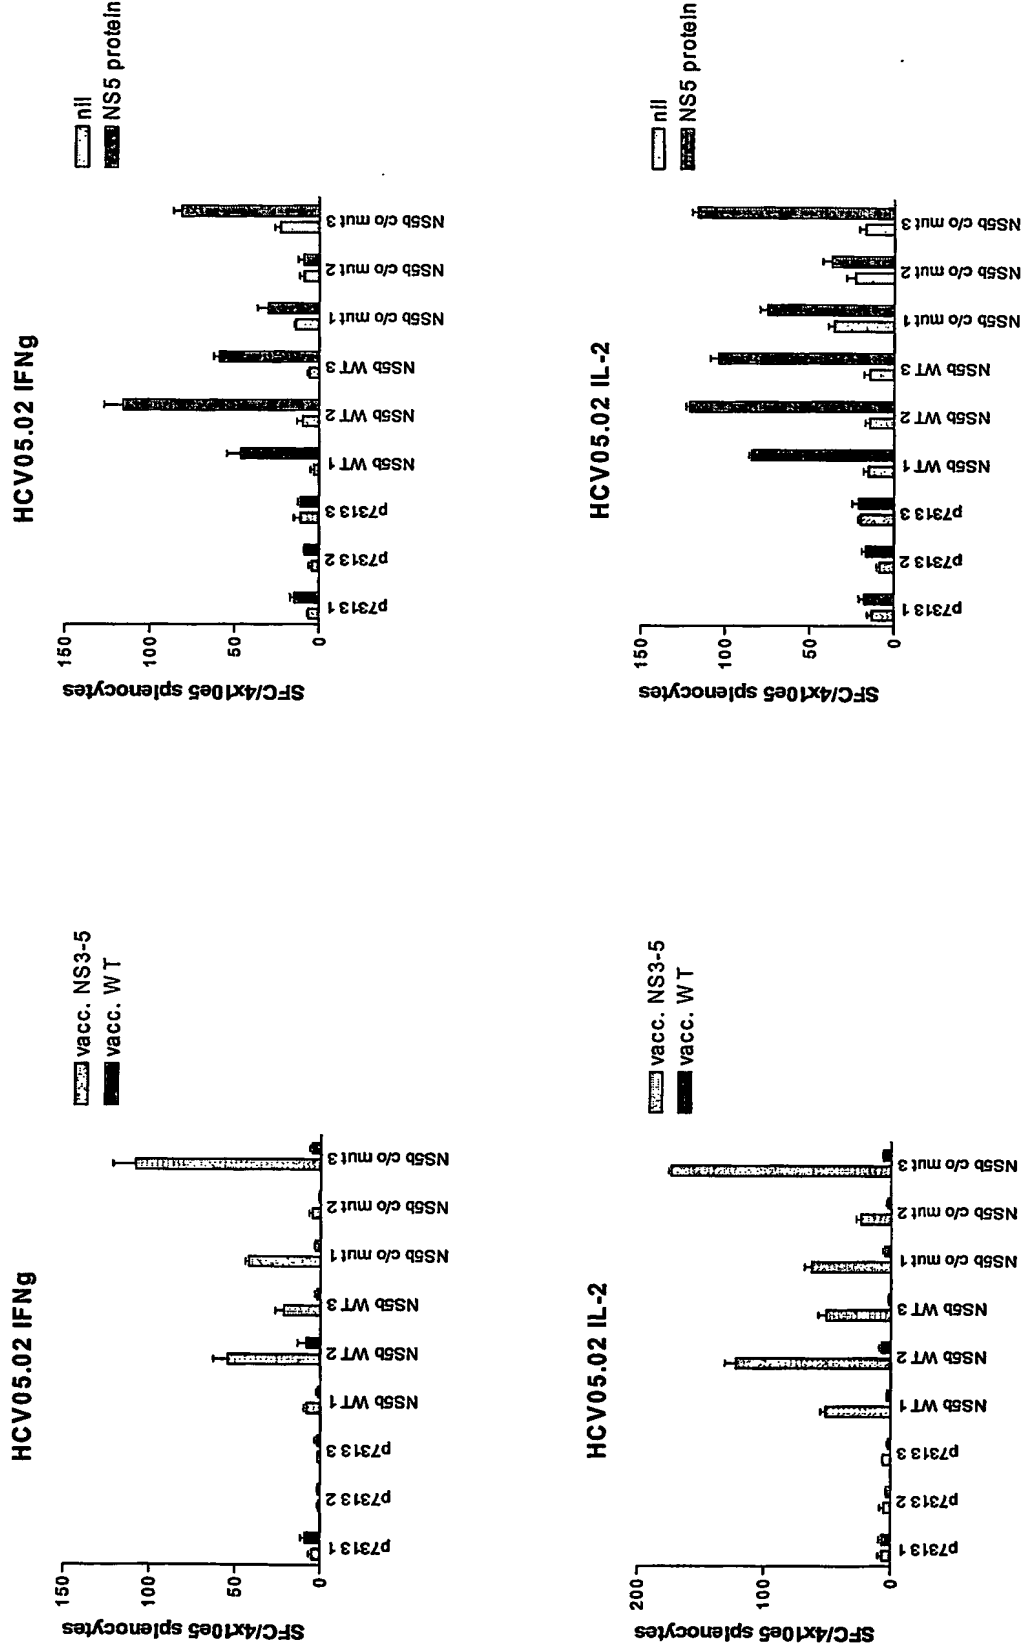 HCV05.02 IFNg
vacc. NS3-5
vacc. WT
SFC/4x10e5 splenocytes
150
100
50
0
p7313 1
p7313 2
p7313 3
NS5b WT 1
NS5b WT 2
NS5b WT 3
NS5b c/o mut 1
NS5b c/o mut 2
NS5b c/o mut 3
HCV05.02 IFNg
nil
NS5 protein
SFC/4x10e5 splenocytes
150
100
50
0
p7313 1
p7313 2
p7313 3
NS5b WT 1
NS5b WT 2
NS5b WT 3
NS5b c/o mut 1
NS5b c/o mut 2
NS5b c/o mut 3
HCV05.02 IL-2
vacc. NS3-5
vacc. WT
SFC/4x10e5 splenocytes
200
100
0
p7313 1
p7313 2
p7313 3
NS5b WT 1
NS5b WT 2
NS5b WT 3
NS5b c/o mut 1
NS5b c/o mut 2
NS5b c/o mut 3
HCV05.02 IL-2
nil
NS5 protein
SFC/4x10e5 splenocytes
150
100
50
0
p7313 1
p7313 2
p7313 3
NS5b WT 1
NS5b WT 2
NS5b WT 3
NS5b c/o mut 1
NS5b c/o mut 2
NS5b c/o mut 3